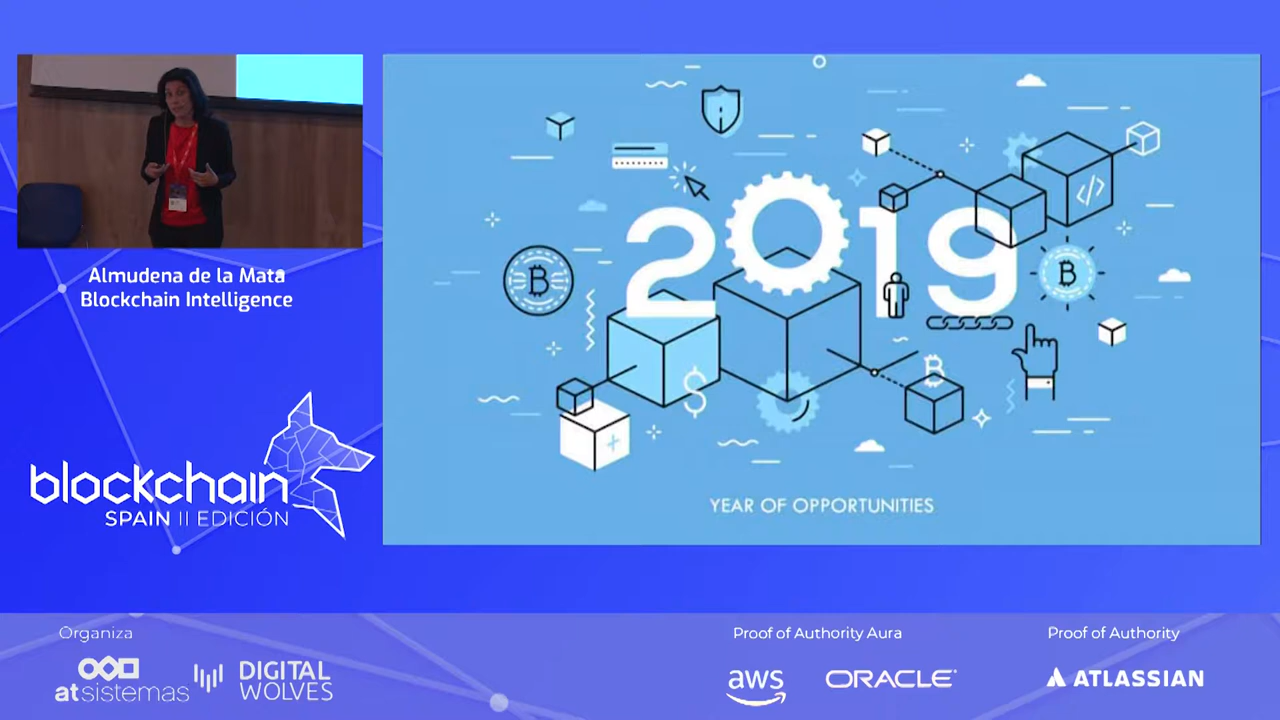 Almudena de la Mata
Blockchain Intelligence
blockchain
SPAIN II EDICIÓN
2019
YEAR OF OPPORTUNITIES
Organiza
atsistemas
DIGITAL
WOLVES
Proof of Authority Aura
aws
ORACLE
Proof of Authority
ATLASSIAN